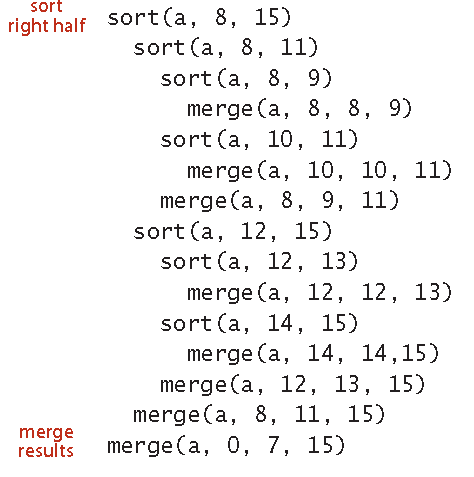 sort
right half
sort(a, 8, 15)
sort(a, 8, 11)
sort(a, 8, 9)
merge(a, 8, 8, 9)
sort(a, 10, 11)
merge(a, 10, 10, 11)
merge(a, 8, 9, 11)
sort(a, 12, 15)
sort(a, 12, 13)
merge(a, 12, 12, 13)
sort(a, 14, 15)
merge(a, 14, 14,15)
merge(a, 12, 13, 15)
merge(a, 8, 11, 15)
merge
results
merge(a, 0, 7, 15)